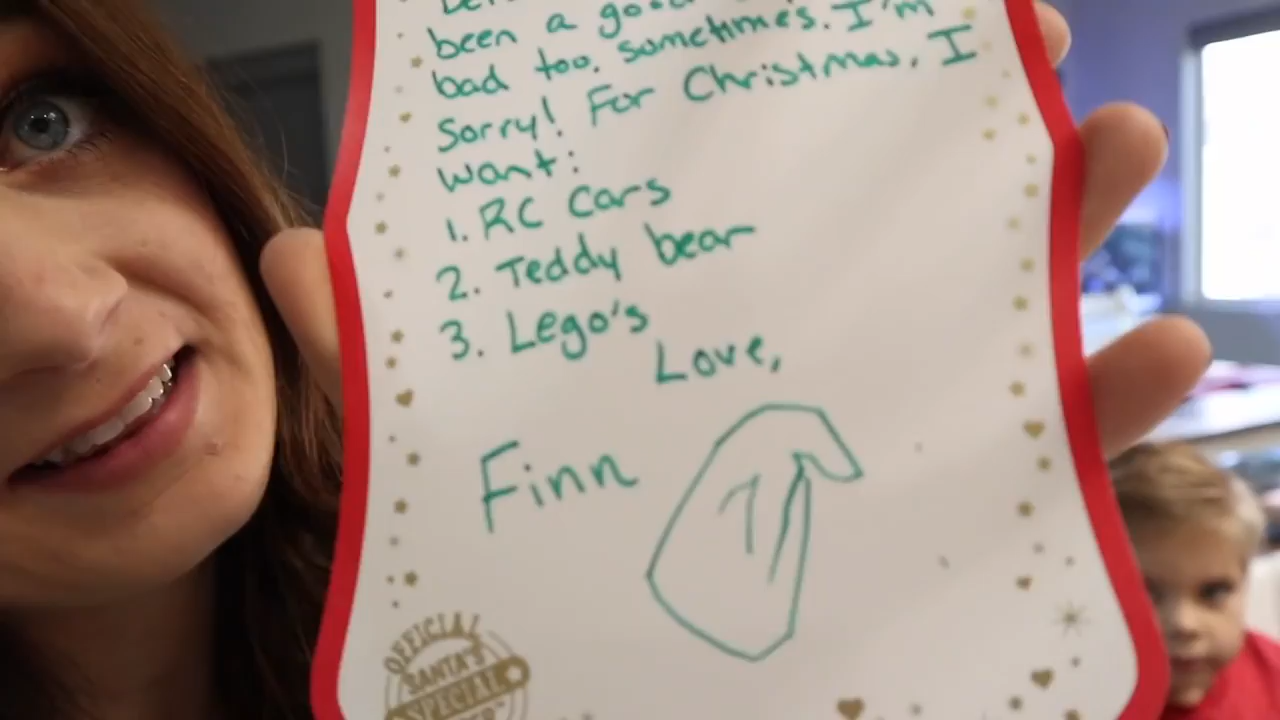 been a good
bad too. sometimes. I'm
Sorry! For Christmas, I
want:
1. RC Cars
2. Teddy bear
3. Lego's
Love,
Finn
OFFICIAL
SANTA'S
SPECIAL